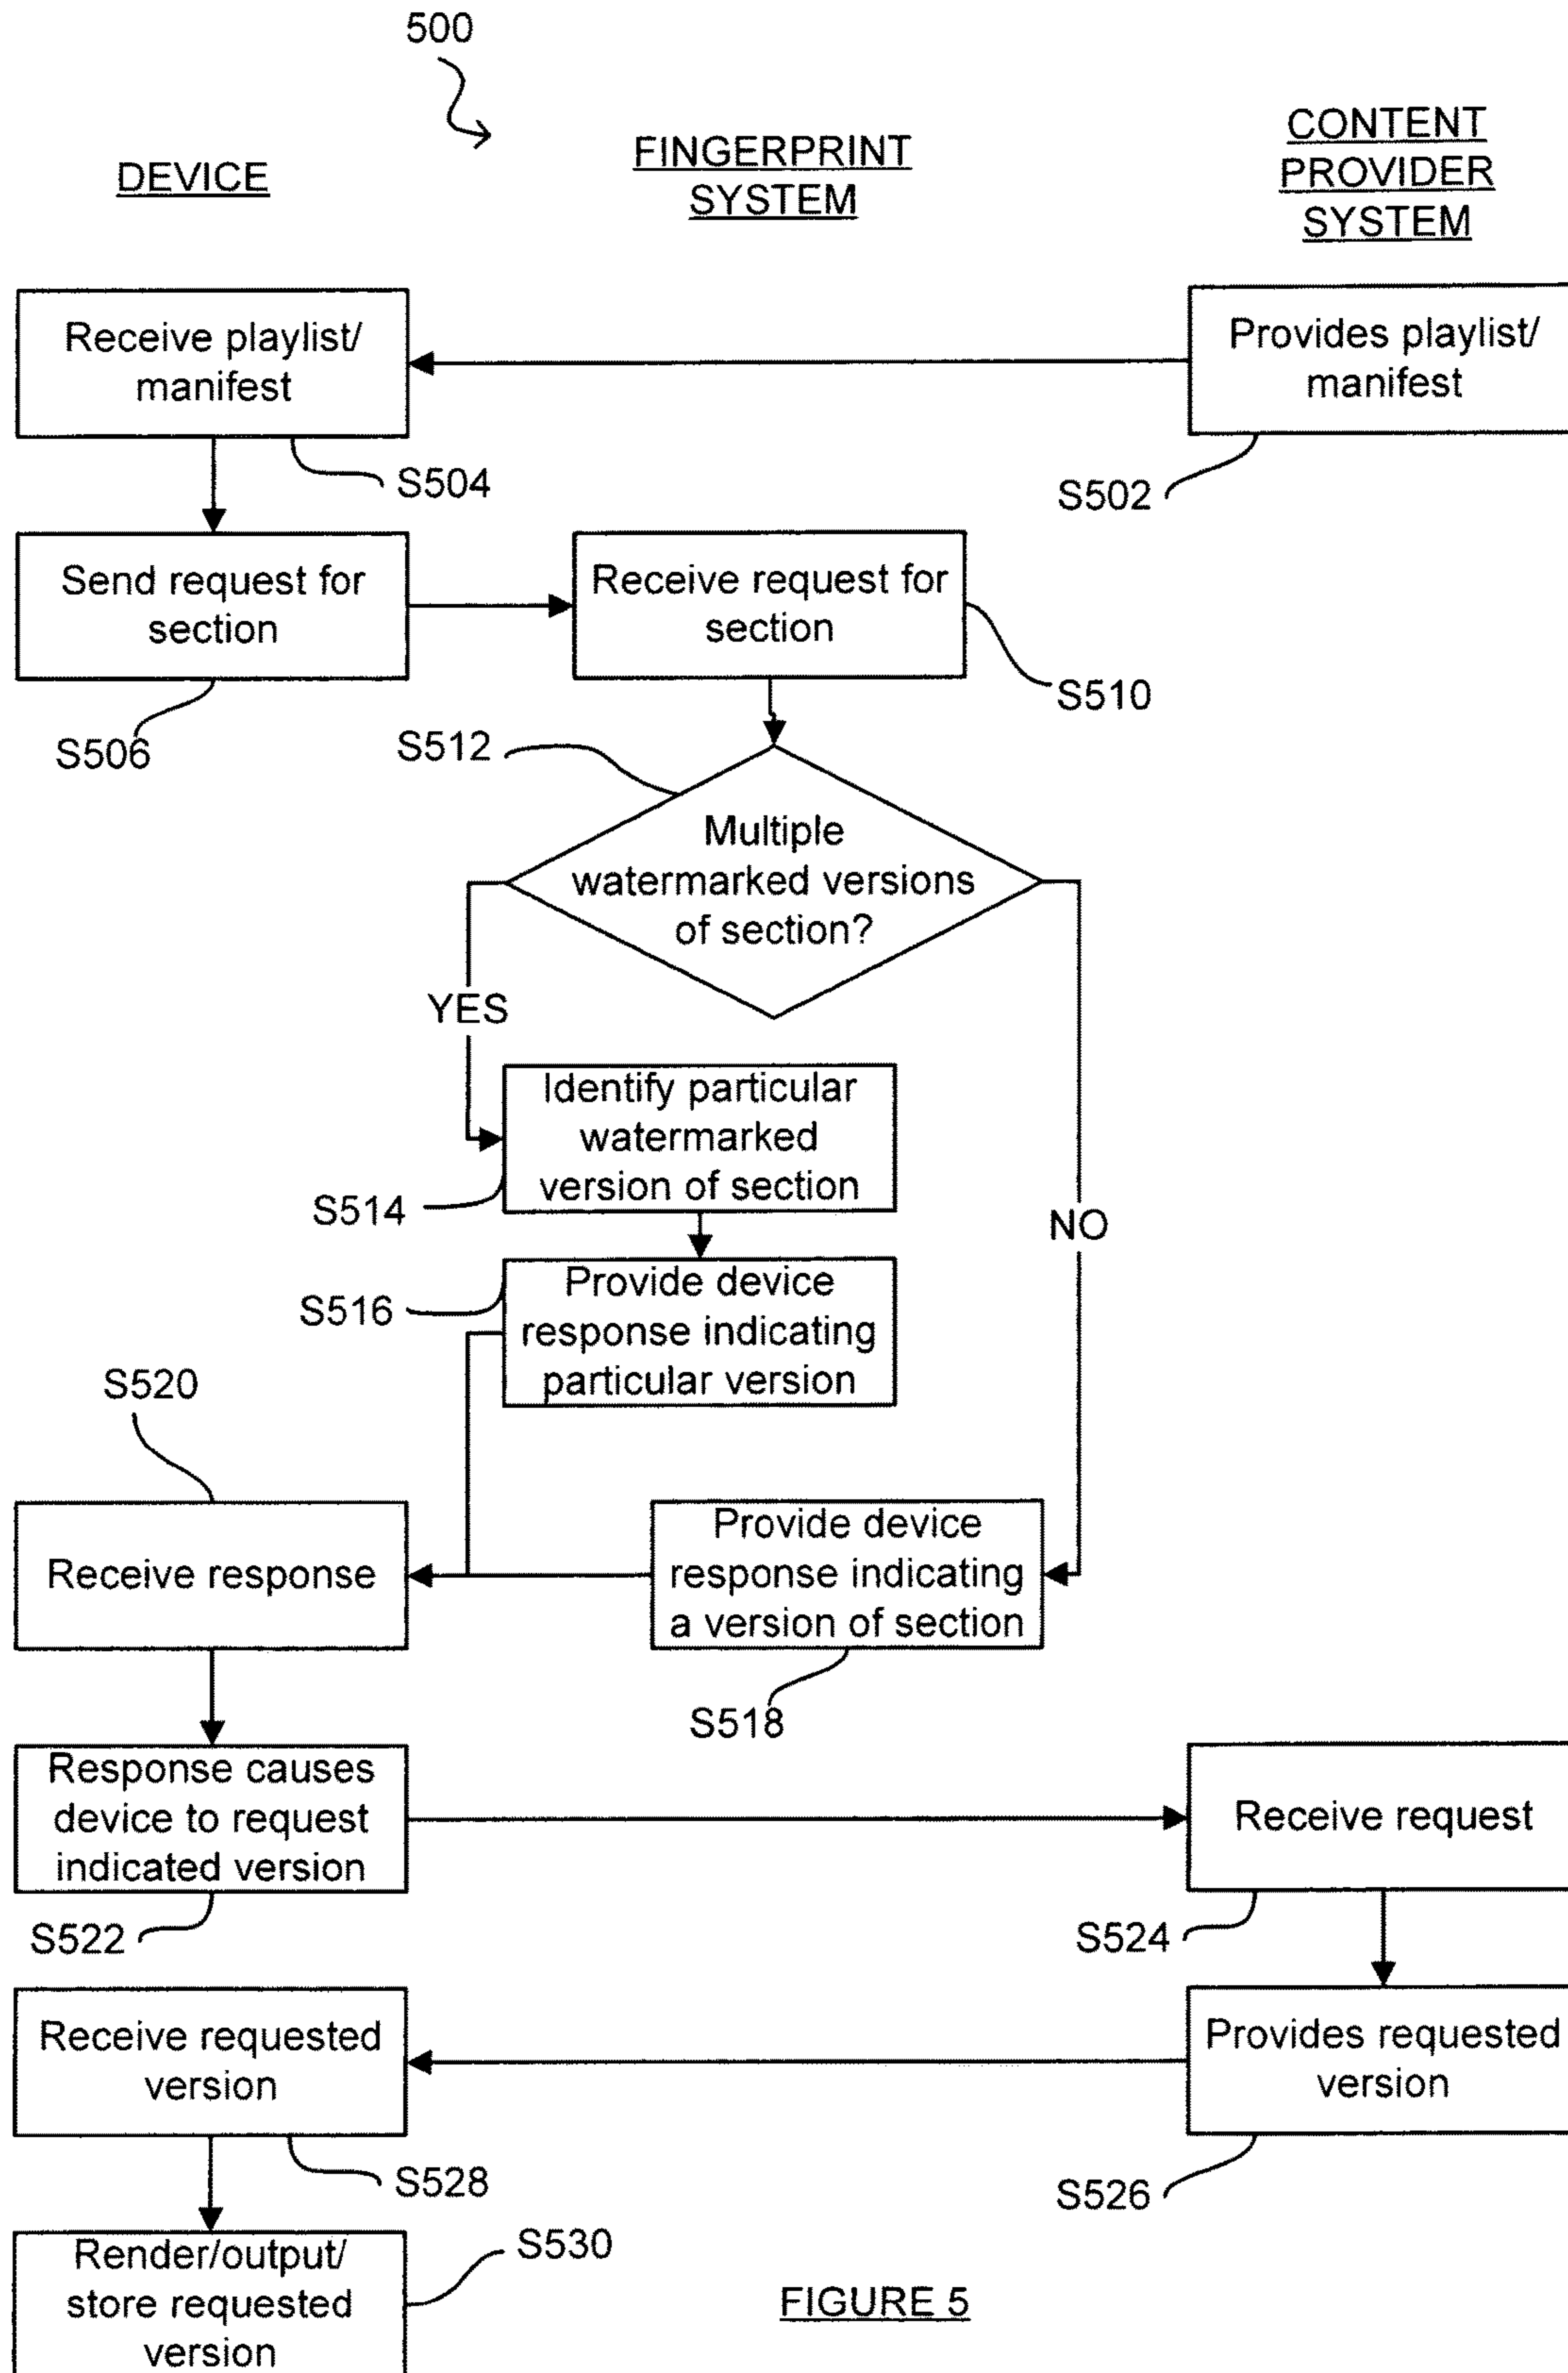 500
DEVICE
FINGERPRINT
SYSTEM
CONTENT
PROVIDER
SYSTEM
Receive playlist/
manifest
Provides playlist/
manifest
S504
S502
Send request for
section
Receive request for
section
S506
S510
S512
Multiple
watermarked versions
of section?
YES
NO
Identify particular
watermarked
version of section
S514
Provide device
response indicating
particular version
S516
S520
Receive response
Provide device
response indicating
a version of section
S518
Response causes
device to request
indicated version
Receive request
S522
S524
Receive requested
version
Provides requested
version
S528
S526
Render/output/
store requested
version
S530
FIGURE 5